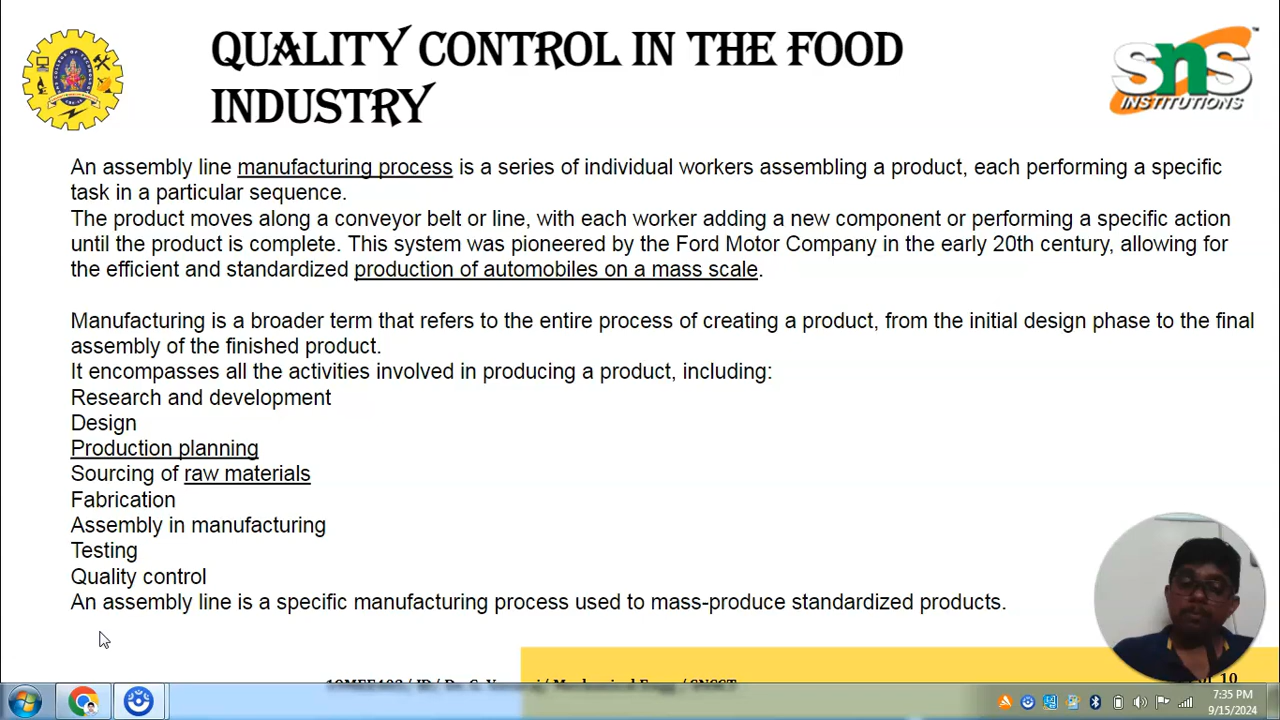 QUALITY CONTROL IN THE FOOD
INDUSTRY
sns
INSTITUTIONS
An assembly line manufacturing process is a series of individual workers assembling a product, each performing a specific
task in a particular sequence.
The product moves along a conveyor belt or line, with each worker adding a new component or performing a specific action
until the product is complete. This system was pioneered by the Ford Motor Company in the early 20th century, allowing for
the efficient and standardized production of automobiles on a mass scale.
Manufacturing is a broader term that refers to the entire process of creating a product, from the initial design phase to the final
assembly of the finished product.
It encompasses all the activities involved in producing a product, including:
Research and development
Design
Production planning
Sourcing of raw materials
Fabrication
Assembly in manufacturing
Testing
Quality control
An assembly line is a specific manufacturing process used to mass-produce standardized products.
10
7:35 PM
9/15/2024